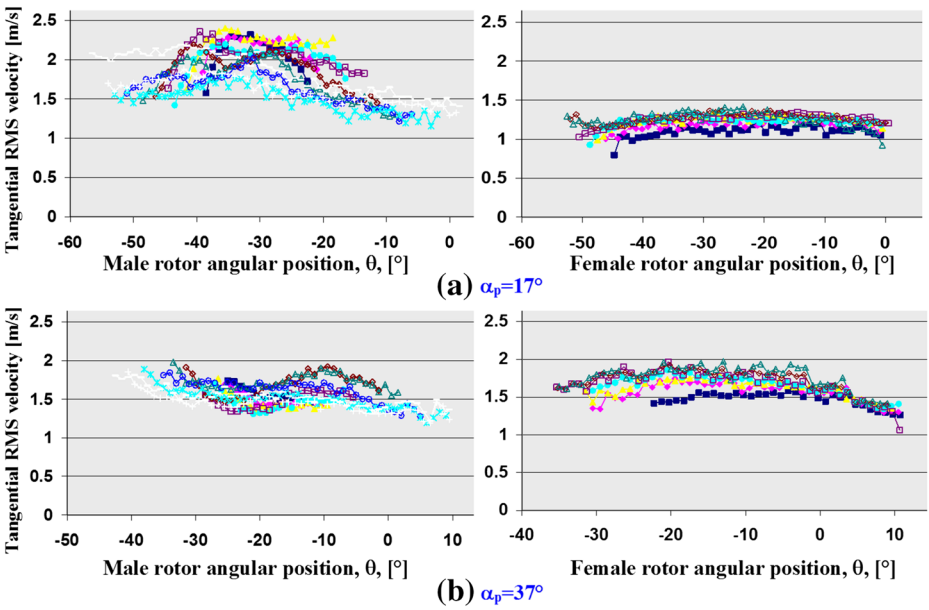 Tangential RMS velocity [m/s]
2.5
2
1.5
1
0.5
0
-60 -50 -40 -30 -20 -10 0
Male rotor angular position, θ, [°]
2.5
2
1.5
1
0.5
0
-60 -50 -40 -30 -20 -10 0
Female rotor angular position, θ, [°]
(a) αp=17°
Tangential RMS velocity [m/s]
2.5
2
1.5
1
0.5
0
-50 -40 -30 -20 -10 0 10
Male rotor angular position, θ, [°]
2.5
2
1.5
1
0.5
0
-40 -30 -20 -10 0 10
Female rotor angular position, θ, [°]
(b) αp=37°